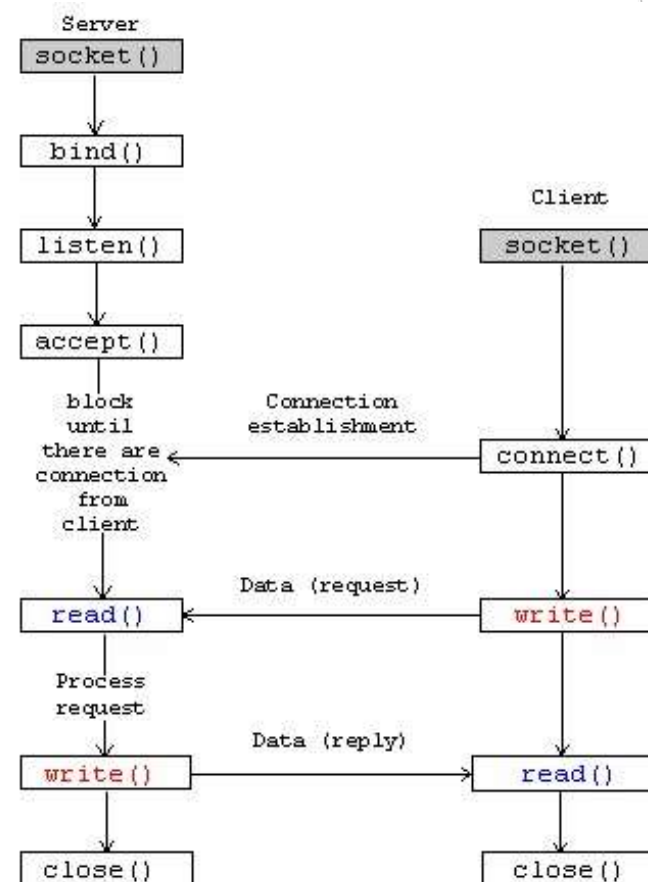 Server
socket()
bind()
listen()
accept()
block
until
there are
connection
from
client
read()
Process
request
write()
close()
Connection
establishment
Data (request)
Data (reply)
Client
socket()
connect()
write()
read()
close()